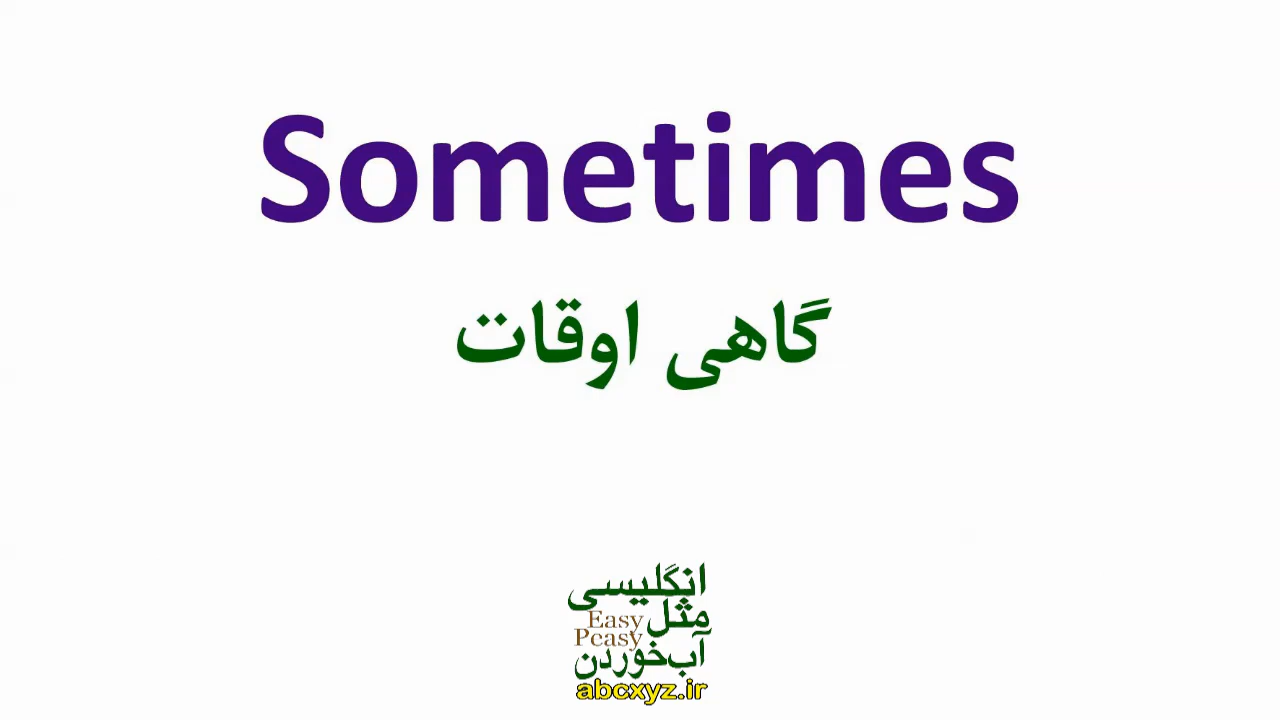 Sometimes
گاهی اوقات
انگلیسی
مثل
Easy
Peasy
آب‌خوردن
abcxyz.ir